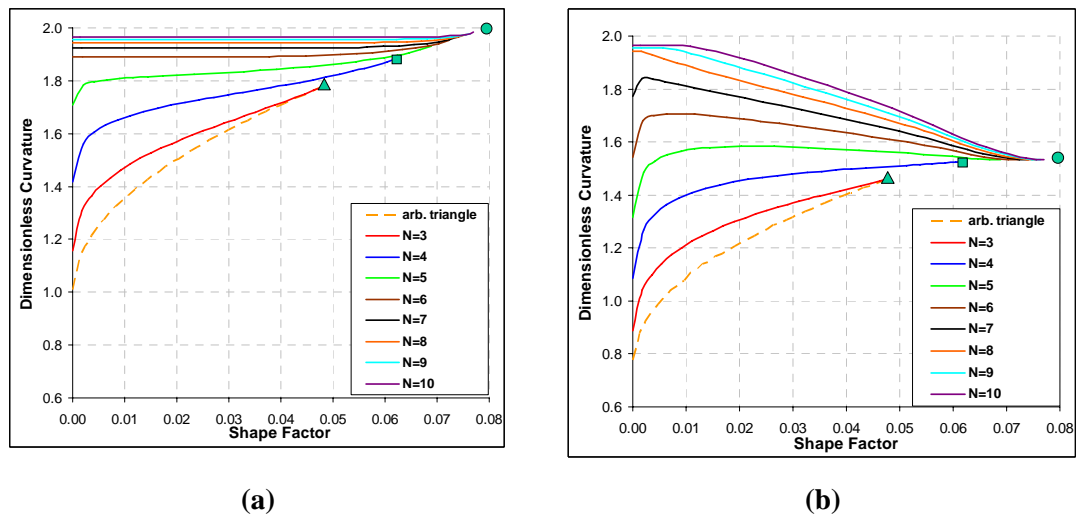 2.0
1.8
1.6
1.4
1.2
1.0
0.8
0.6
Dimensionless Curvature
0.00 0.01 0.02 0.03 0.04 0.05 0.06 0.07 0.08
Shape Factor
arb. triangle
N=3
N=4
N=5
N=6
N=7
N=8
N=9
N=10
(a)
2.0
1.8
1.6
1.4
1.2
1.0
0.8
0.6
Dimensionless Curvature
0.00 0.01 0.02 0.03 0.04 0.05 0.06 0.07 0.08
Shape Factor
arb. triangle
N=3
N=4
N=5
N=6
N=7
N=8
N=9
N=10
(b)